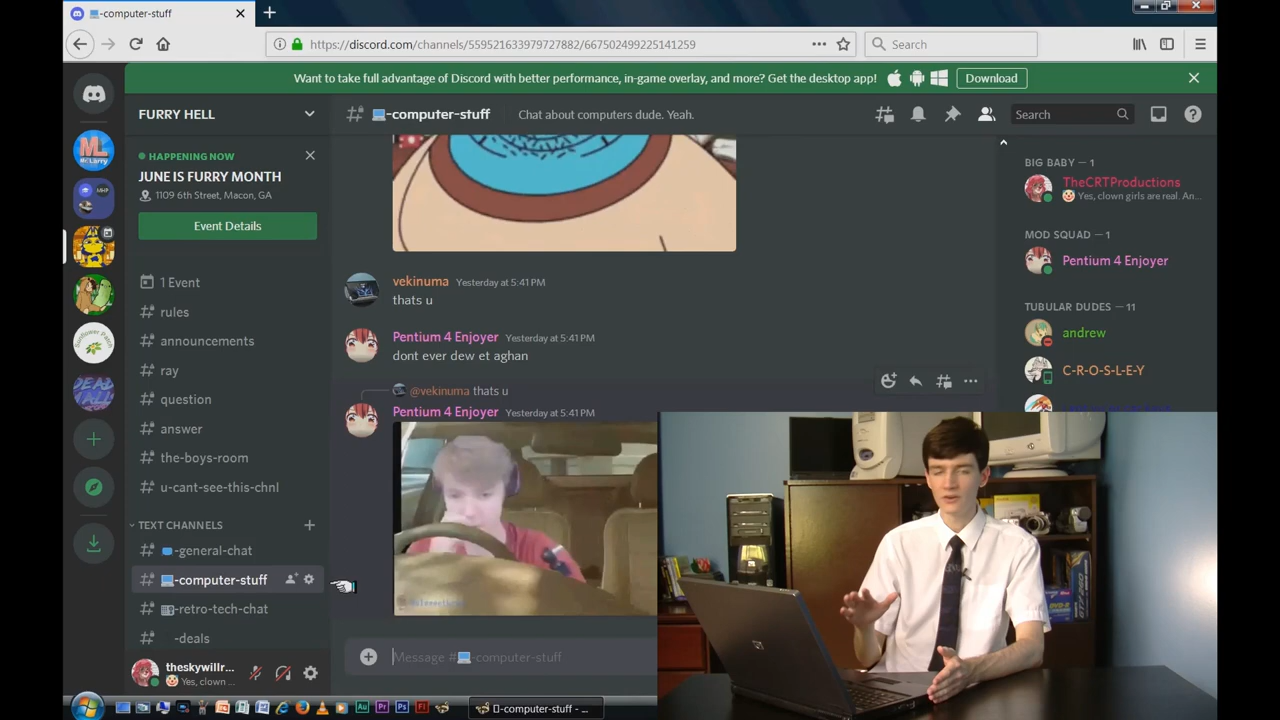 -computer-stuff
https://discord.com/channels/559521633979727882/667502499225141259
Search
Want to take full advantage of Discord with better performance, in-game overlay, and more? Get the desktop app!
Download
FURRY HELL
-computer-stuff
Chat about computers dude. Yeah.
Search
HAPPENING NOW
JUNE IS FURRY MONTH
1109 6th Street, Macon, GA
Event Details
1 Event
rules
announcements
ray
question
answer
the-boys-room
u-cant-see-this-chnl
TEXT CHANNELS
-general-chat
-computer-stuff
-retro-tech-chat
-deals
theskywillr...
Yes, clown ...
vekinuma Yesterday at 5:41 PM
thats u
Pentium 4 Enjoyer Yesterday at 5:41 PM
dont ever dew et aghan
@vekinuma thats u
Pentium 4 Enjoyer Yesterday at 5:41 PM
Message #-computer-stuff
BIG BABY — 1
TheCRTProductions
Yes, clown girls are real. An...
MOD SQUAD — 1
Pentium 4 Enjoyer
TUBULAR DUDES — 11
andrew
C-R-O-S-L-E-Y
-computer-stuff - ...